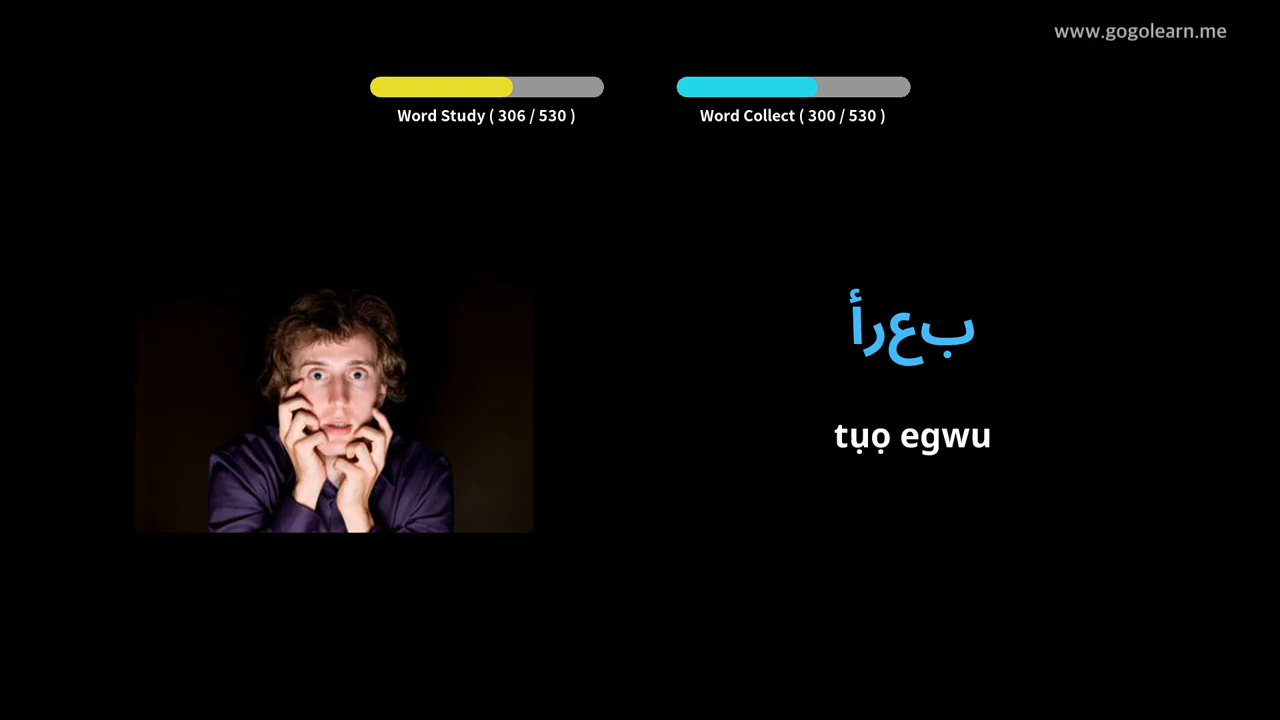 www.gogolearn.me
Word Study ( 306 / 530 )
Word Collect ( 300 / 530 )
بعرأ
tụọ egwu